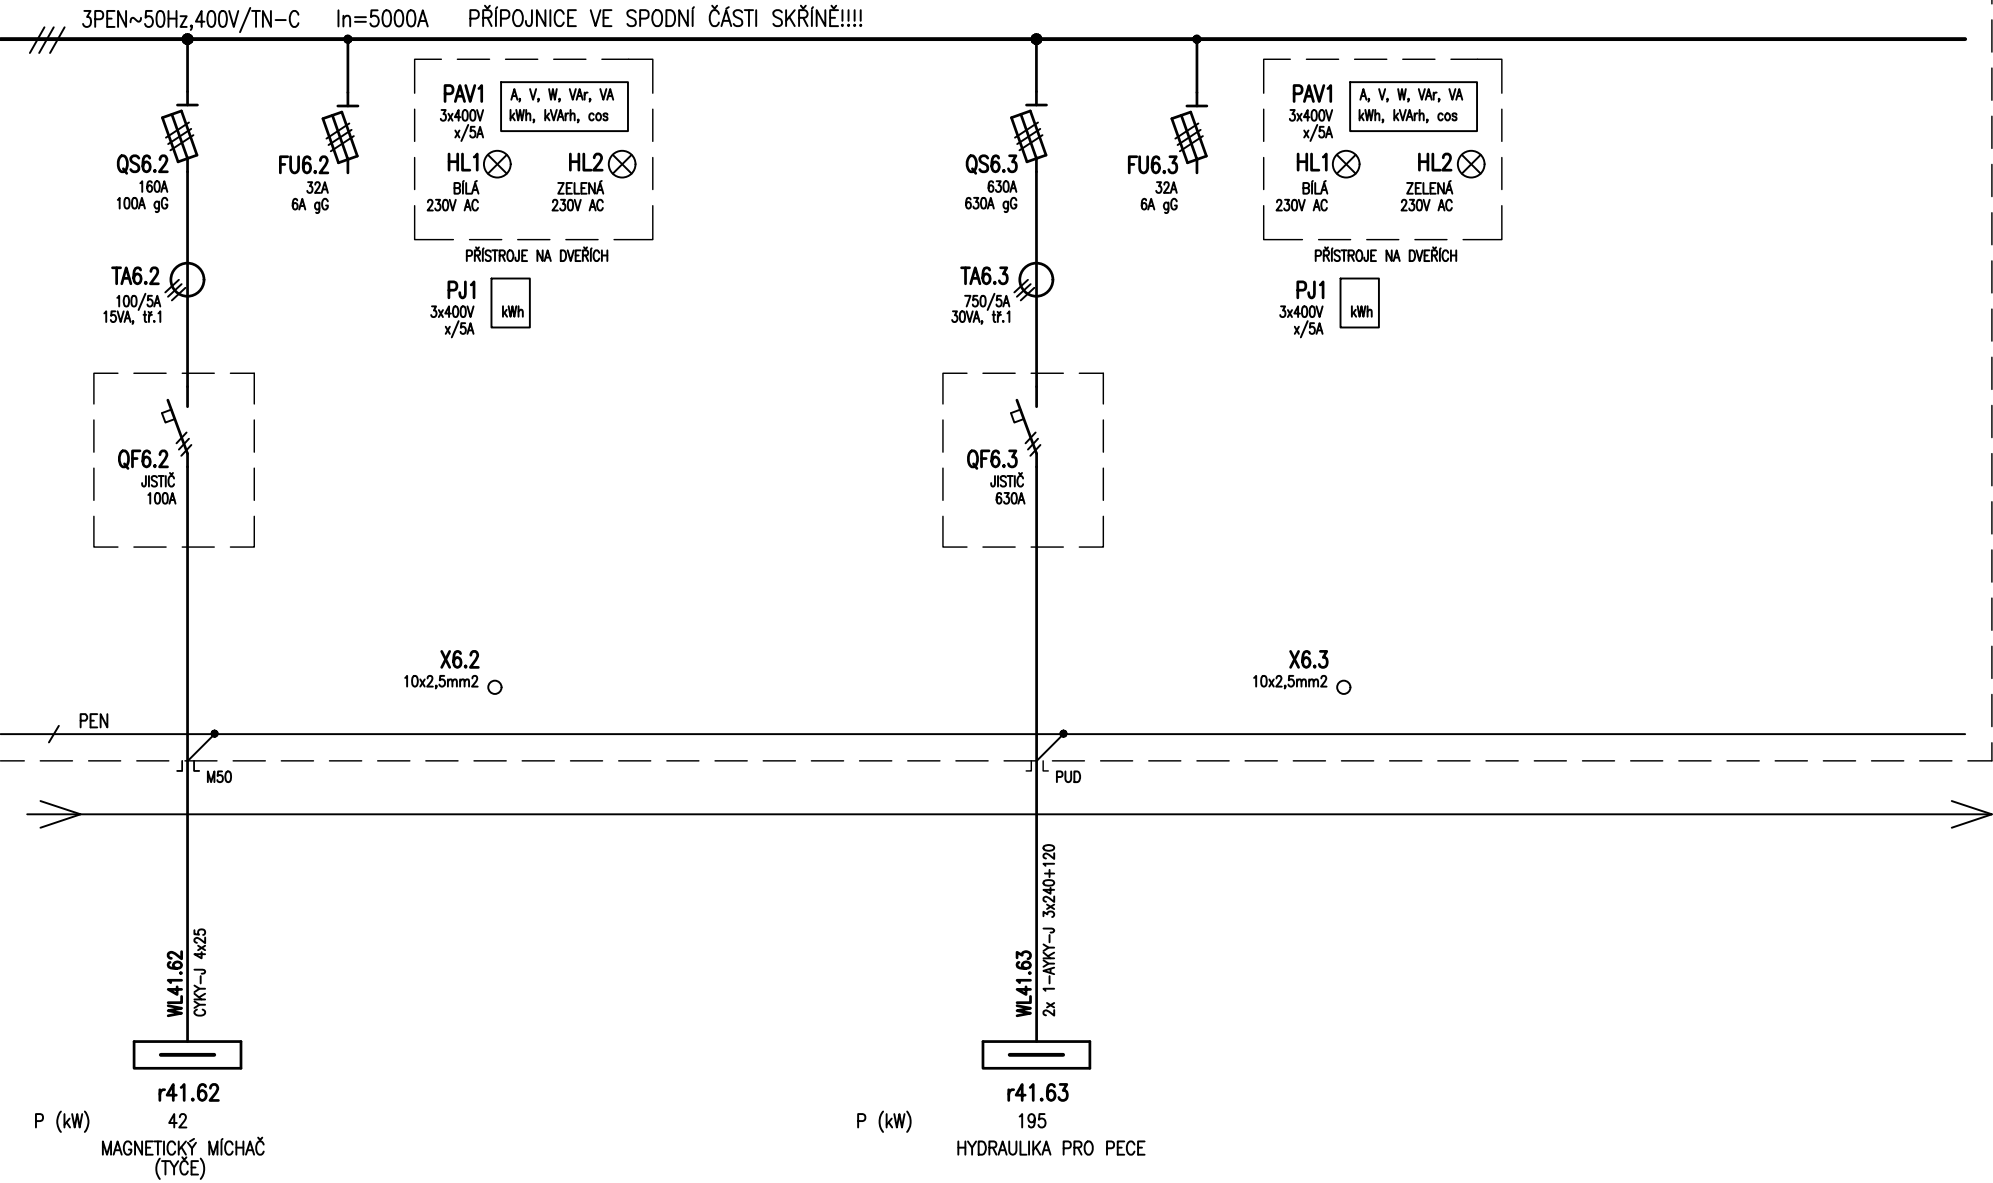 3PEN~50Hz,400V/TN-C In=5000A PŘÍPOJNICE VE SPODNÍ ČÁSTI SKŘÍNĚ!!!!
QS6.2
160A
100A gG
FU6.2
32A
6A gG
PAV1
3x400V
x/5A
A, V, W, VAr, VA
kWh, kVArh, cos
HL1
BÍLÁ
230V AC
HL2
ZELENÁ
230V AC
PŘÍSTROJE NA DVEŘÍCH
TA6.2
100/5A
15VA, tř.1
PJ1
3x400V
x/5A
kWh
QF6.2
JISTIČ
100A
X6.2
10x2,5mm2
QS6.3
630A
630A gG
FU6.3
32A
6A gG
PAV1
3x400V
x/5A
A, V, W, VAr, VA
kWh, kVArh, cos
HL1
BÍLÁ
230V AC
HL2
ZELENÁ
230V AC
PŘÍSTROJE NA DVEŘÍCH
TA6.3
750/5A
30VA, tř.1
PJ1
3x400V
x/5A
kWh
QF6.3
JISTIČ
630A
X6.3
10x2,5mm2
PEN
M50
PUD
WL41.62
CYKY-J 4x25
WL41.63
2x 1-AYKY-J 3x240+120
r41.62
P (kW) 42
MAGNETICKÝ MÍCHAČ
(TYČE)
r41.63
P (kW) 195
HYDRAULIKA PRO PECE